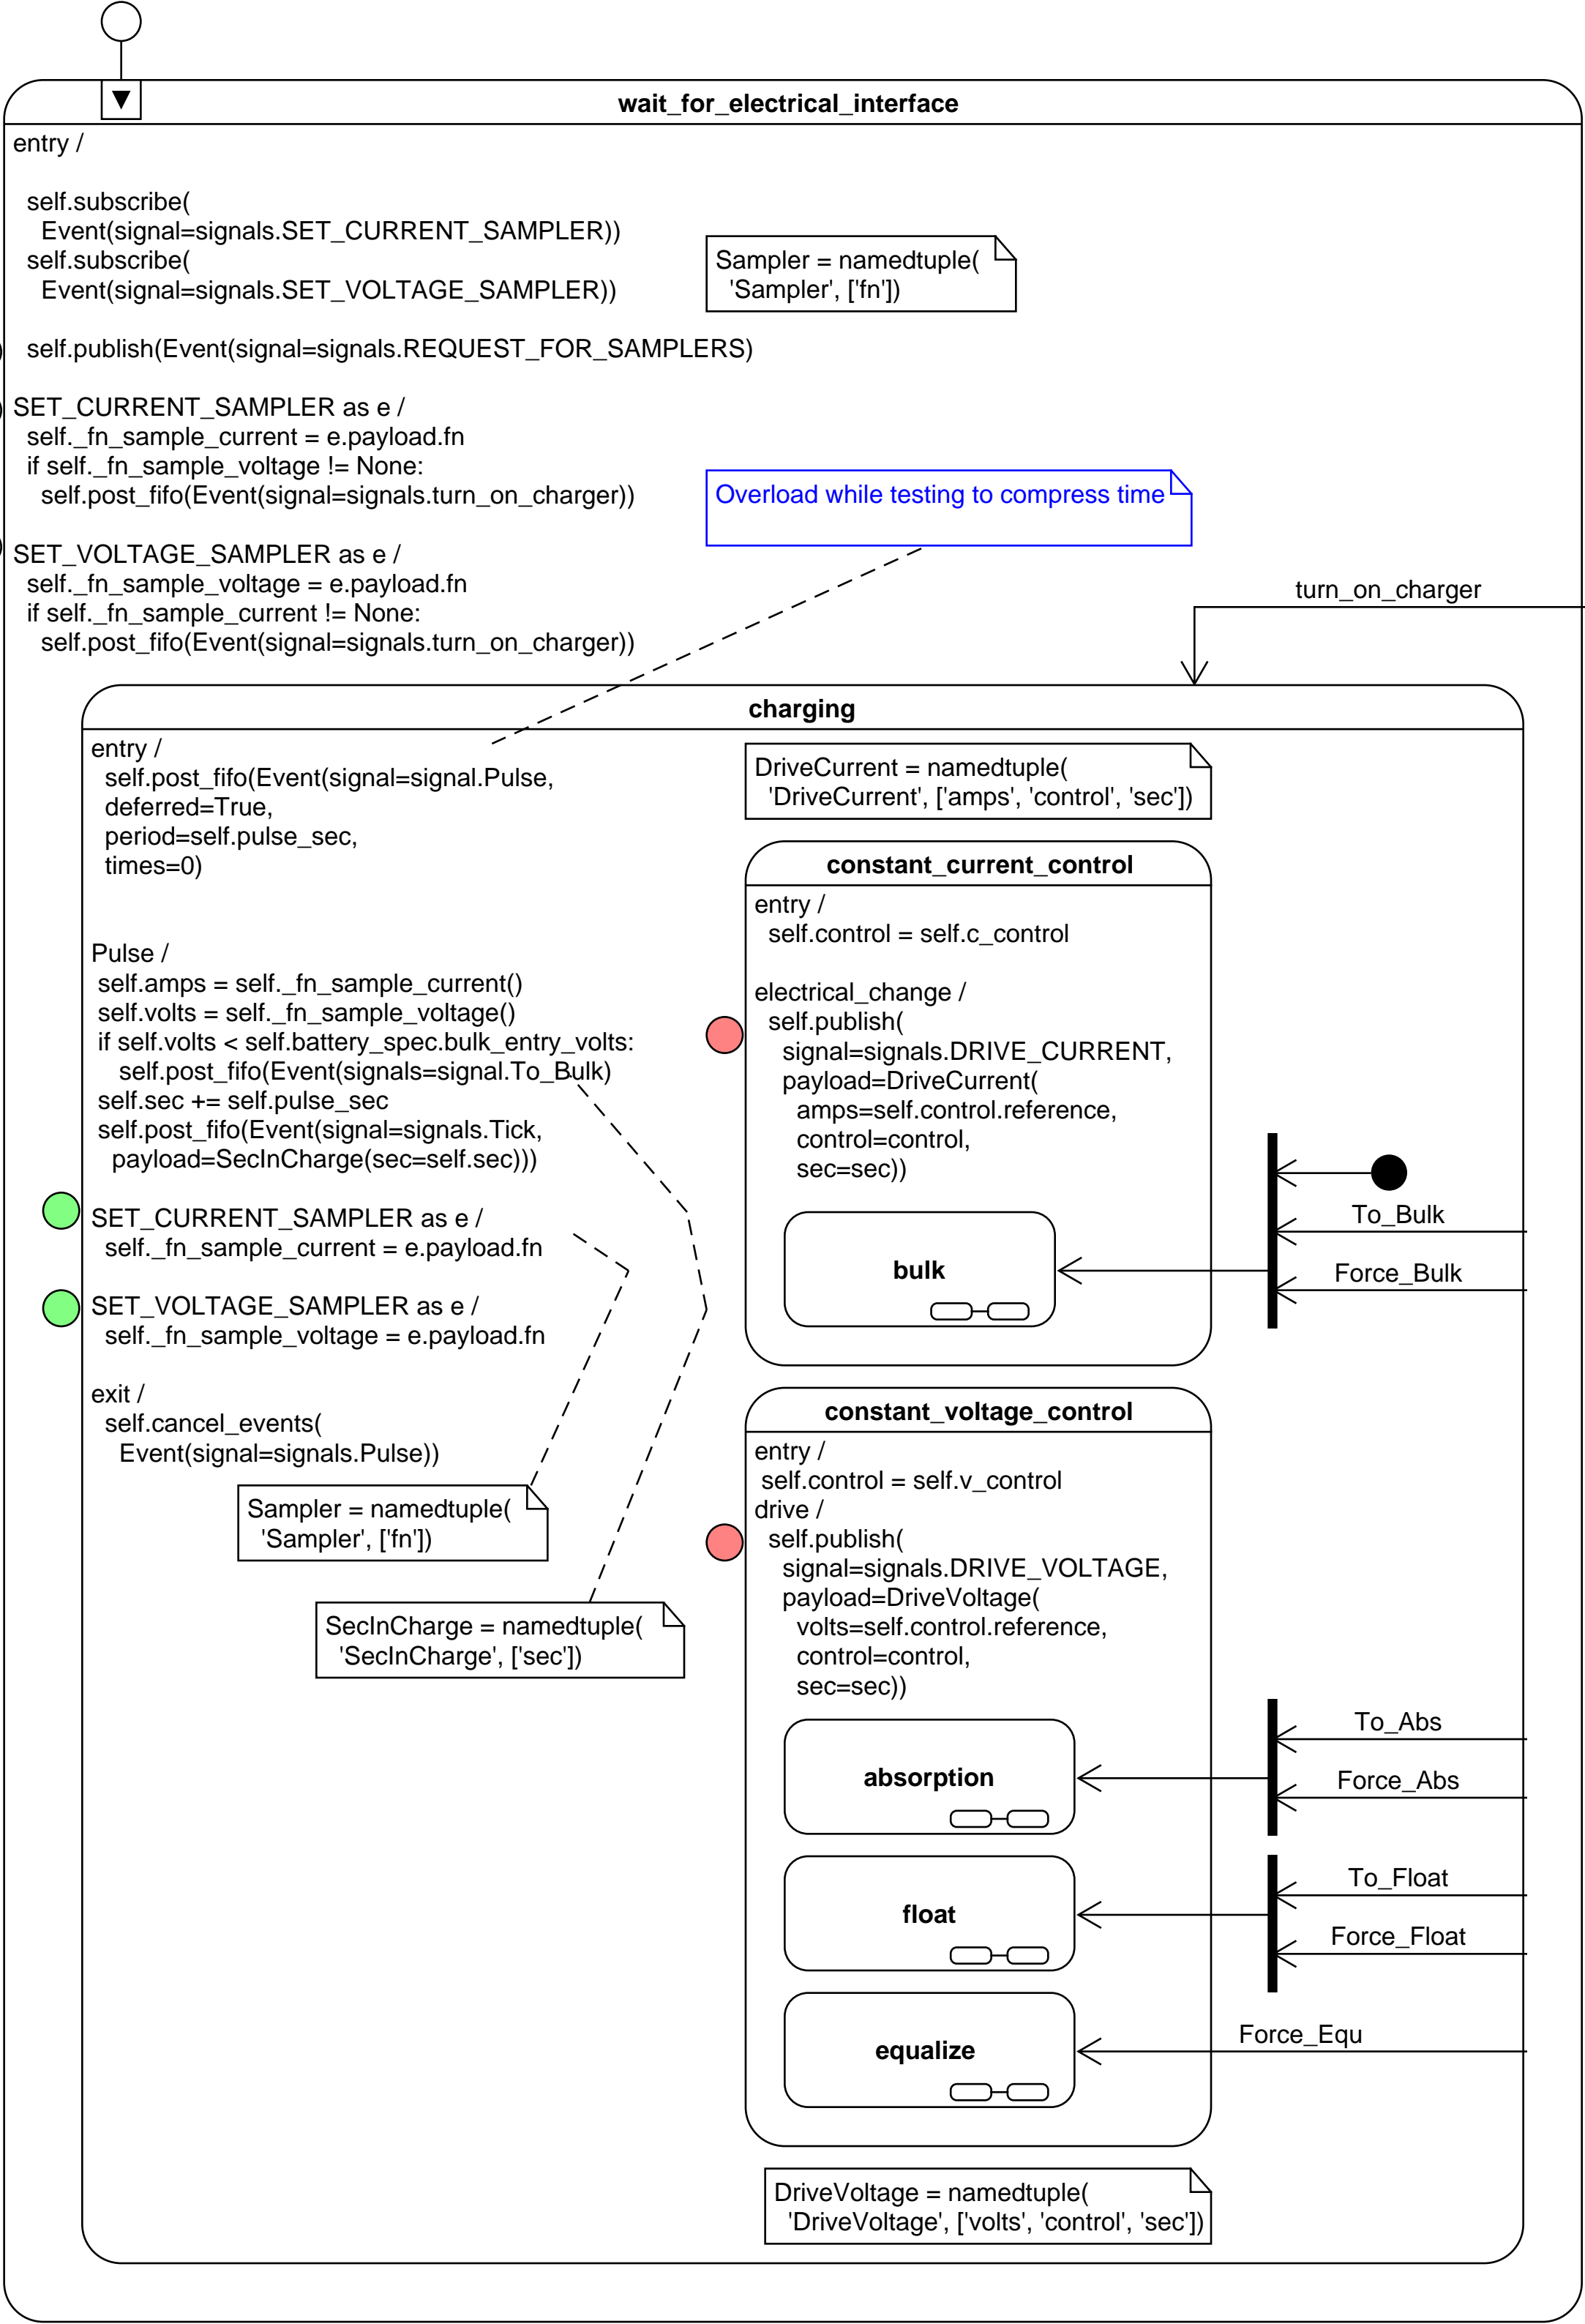 wait_for_electrical_interface
entry /
self.subscribe(
Event(signal=signals.SET_CURRENT_SAMPLER))
self.subscribe(
Event(signal=signals.SET_VOLTAGE_SAMPLER))
self.publish(Event(signal=signals.REQUEST_FOR_SAMPLERS)
SET_CURRENT_SAMPLER as e /
self._fn_sample_current = e.payload.fn
if self._fn_sample_voltage != None:
self.post_fifo(Event(signal=signals.turn_on_charger))
SET_VOLTAGE_SAMPLER as e /
self._fn_sample_voltage = e.payload.fn
if self._fn_sample_current != None:
self.post_fifo(Event(signal=signals.turn_on_charger))
Sampler = namedtuple(
'Sampler', ['fn'])
Overload while testing to compress time
turn_on_charger
charging
entry /
self.post_fifo(Event(signal=signal.Pulse,
deferred=True,
period=self.pulse_sec,
times=0)
Pulse /
self.amps = self._fn_sample_current()
self.volts = self._fn_sample_voltage()
if self.volts < self.battery_spec.bulk_entry_volts:
self.post_fifo(Event(signals=signal.To_Bulk)
self.sec += self.pulse_sec
self.post_fifo(Event(signal=signals.Tick,
payload=SecInCharge(sec=self.sec)))
SET_CURRENT_SAMPLER as e /
self._fn_sample_current = e.payload.fn
SET_VOLTAGE_SAMPLER as e /
self._fn_sample_voltage = e.payload.fn
exit /
self.cancel_events(
Event(signal=signals.Pulse))
Sampler = namedtuple(
'Sampler', ['fn'])
SecInCharge = namedtuple(
'SecInCharge', ['sec'])
DriveCurrent = namedtuple(
'DriveCurrent', ['amps', 'control', 'sec'])
constant_current_control
entry /
self.control = self.c_control
electrical_change /
self.publish(
signal=signals.DRIVE_CURRENT,
payload=DriveCurrent(
amps=self.control.reference,
control=control,
sec=sec))
bulk
To_Bulk
Force_Bulk
constant_voltage_control
entry /
self.control = self.v_control
drive /
self.publish(
signal=signals.DRIVE_VOLTAGE,
payload=DriveVoltage(
volts=self.control.reference,
control=control,
sec=sec))
absorption
To_Abs
Force_Abs
float
To_Float
Force_Float
equalize
Force_Equ
DriveVoltage = namedtuple(
'DriveVoltage', ['volts', 'control', 'sec'])